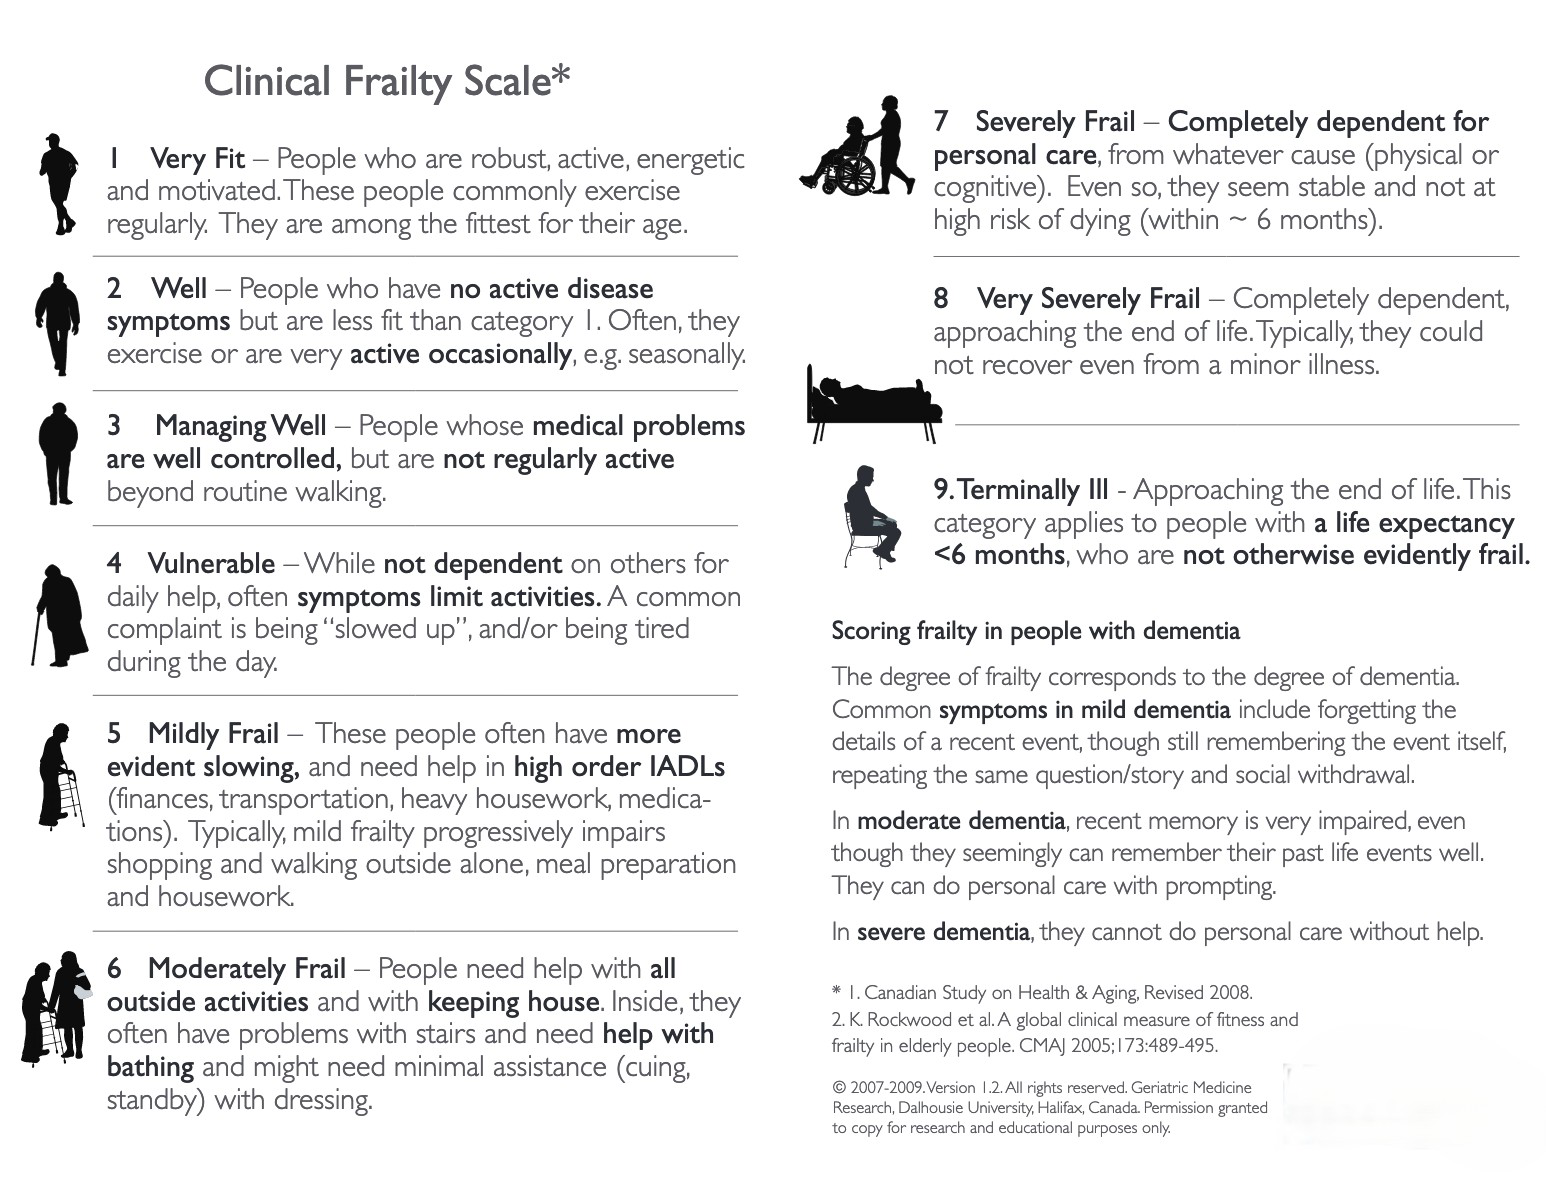 Clinical Frailty Scale*
1 Very Fit – People who are robust, active, energetic
and motivated. These people commonly exercise
regularly. They are among the fittest for their age.
2 Well – People who have no active disease
symptoms but are less fit than category 1. Often, they
exercise or are very active occasionally, e.g. seasonally.
3 Managing Well – People whose medical problems
are well controlled, but are not regularly active
beyond routine walking.
4 Vulnerable – While not dependent on others for
daily help, often symptoms limit activities. A common
complaint is being “slowed up”, and/or being tired
during the day.
5 Mildly Frail – These people often have more
evident slowing, and need help in high order IADLs
(finances, transportation, heavy housework, medica-
tions). Typically, mild frailty progressively impairs
shopping and walking outside alone, meal preparation
and housework.
6 Moderately Frail – People need help with all
outside activities and with keeping house. Inside, they
often have problems with stairs and need help with
bathing and might need minimal assistance (cuing,
standby) with dressing.
7 Severely Frail – Completely dependent for
personal care, from whatever cause (physical or
cognitive). Even so, they seem stable and not at
high risk of dying (within ~ 6 months).
8 Very Severely Frail – Completely dependent,
approaching the end of life. Typically, they could
not recover even from a minor illness.
9. Terminally Ill - Approaching the end of life. This
category applies to people with a life expectancy
<6 months, who are not otherwise evidently frail.
Scoring frailty in people with dementia
The degree of frailty corresponds to the degree of dementia.
Common symptoms in mild dementia include forgetting the
details of a recent event, though still remembering the event itself,
repeating the same question/story and social withdrawal.
In moderate dementia, recent memory is very impaired, even
though they seemingly can remember their past life events well.
They can do personal care with prompting.
In severe dementia, they cannot do personal care without help.
* 1. Canadian Study on Health & Aging, Revised 2008.
2. K. Rockwood et al. A global clinical measure of fitness and
frailty in elderly people. CMAJ 2005;173:489-495.
© 2007-2009. Version 1.2. All rights reserved. Geriatric Medicine
Research, Dalhousie University, Halifax, Canada. Permission granted
to copy for research and educational purposes only.